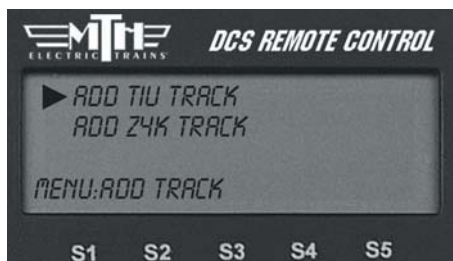 MTH
ELECTRIC TRAINS
DCS REMOTE CONTROL
▶ ADD TIU TRACK
ADD Z4K TRACK
MENU:ADD TRACK
S1 S2 S3 S4 S5